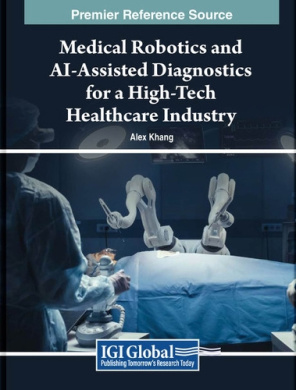 Premier Reference Source
Medical Robotics and
AI-Assisted Diagnostics
for a High-Tech
Healthcare Industry
Alex Khang
IGI Global
Publishing Tomorrow's Research Today